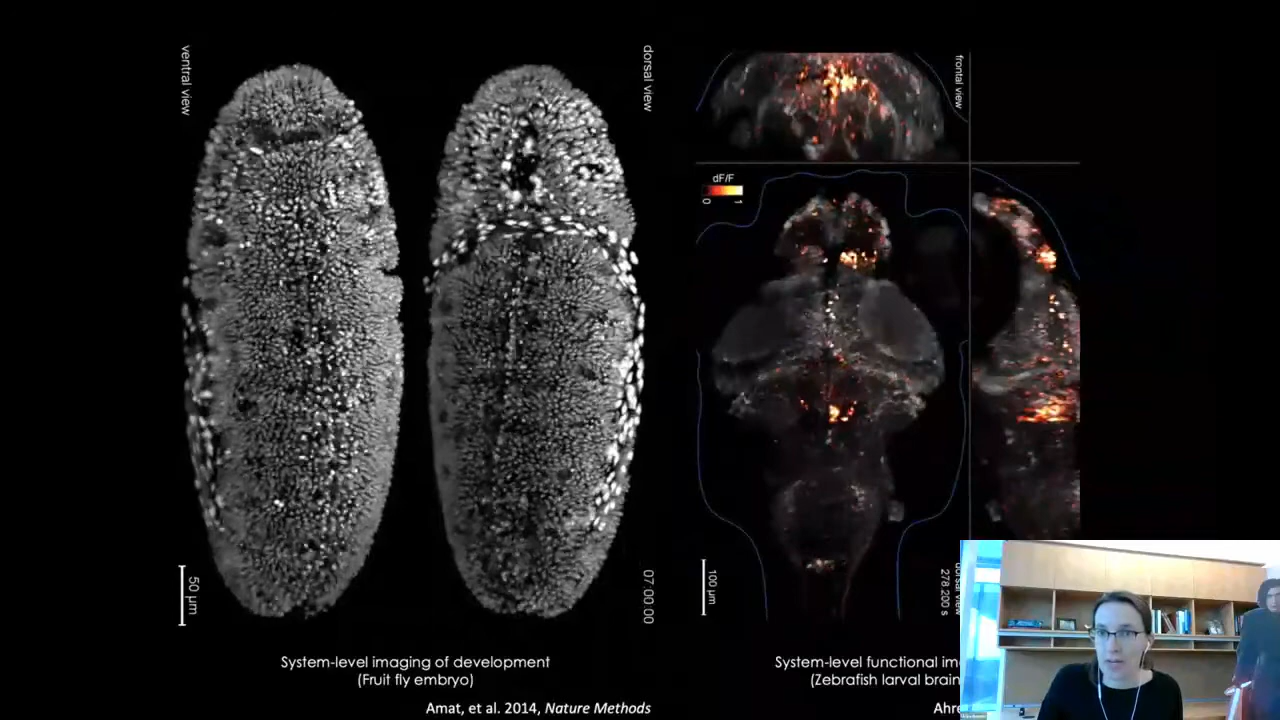 ventral view
dorsal view
07:00:00
50 µm
System-level imaging of development
(Fruit fly embryo)
Amat, et al. 2014, Nature Methods
frontal view
dF/F
0
1
100 µm
278.200 s
System-level functional
(Zebrafish larval brain